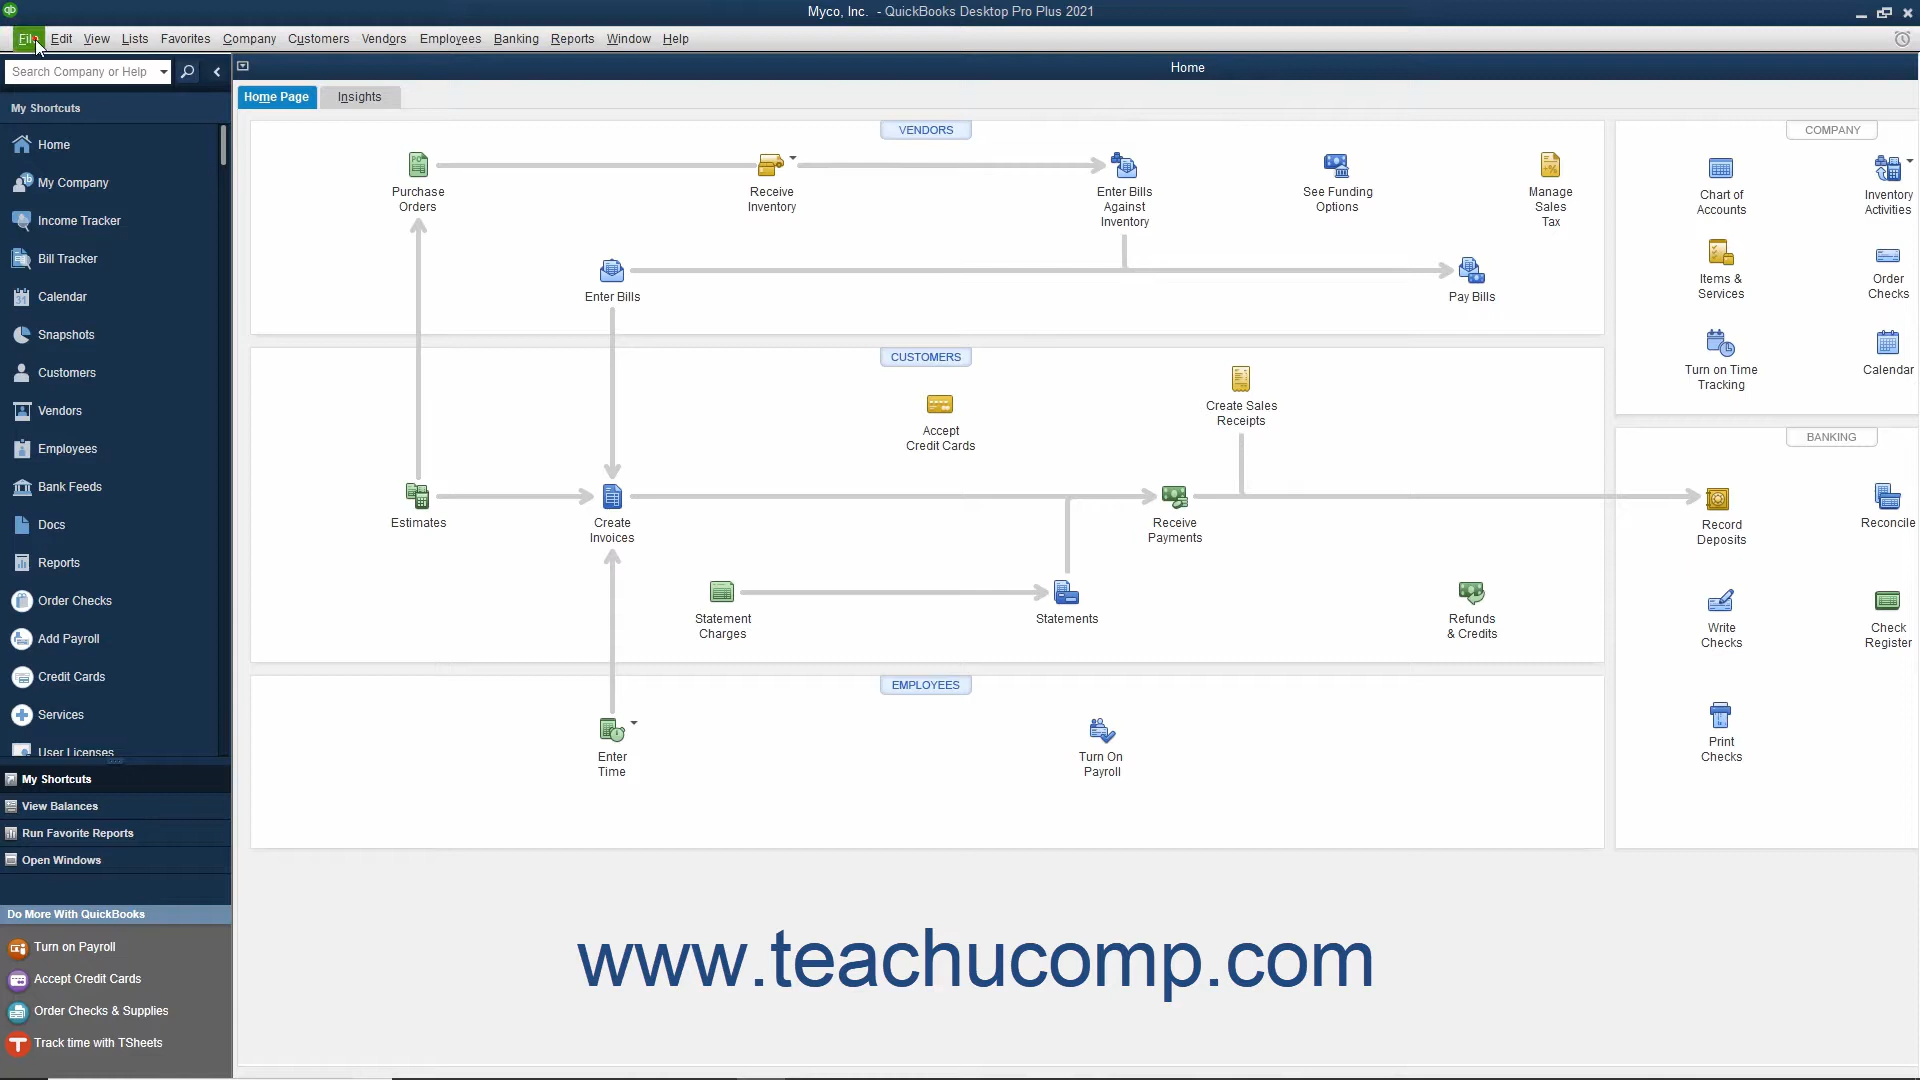 qb
Myco, Inc. - QuickBooks Desktop Pro Plus 2021
File Edit View Lists Favorites Company Customers Vendors Employees Banking Reports Window Help
Search Company or Help
Home
My Shortcuts
Home
My Company
Income Tracker
Bill Tracker
Calendar
Snapshots
Customers
Vendors
Employees
Bank Feeds
Docs
Reports
Order Checks
Add Payroll
Credit Cards
Services
User Licenses
My Shortcuts
View Balances
Run Favorite Reports
Open Windows
Do More With QuickBooks
Turn on Payroll
Accept Credit Cards
Order Checks & Supplies
Track time with TSheets
Home Page Insights
VENDORS
Purchase
Orders
Receive
Inventory
Enter Bills
Against
Inventory
See Funding
Options
Manage
Sales
Tax
Enter Bills
Pay Bills
CUSTOMERS
Accept
Credit Cards
Create Sales
Receipts
Estimates
Create
Invoices
Receive
Payments
Statement
Charges
Statements
Refunds
& Credits
EMPLOYEES
Enter
Time
Turn On
Payroll
COMPANY
Chart of
Accounts
Inventory
Activities
Items &
Services
Order
Checks
Turn on Time
Tracking
Calendar
BANKING
Record
Deposits
Reconcile
Write
Checks
Check
Register
Print
Checks
www.teachucomp.com